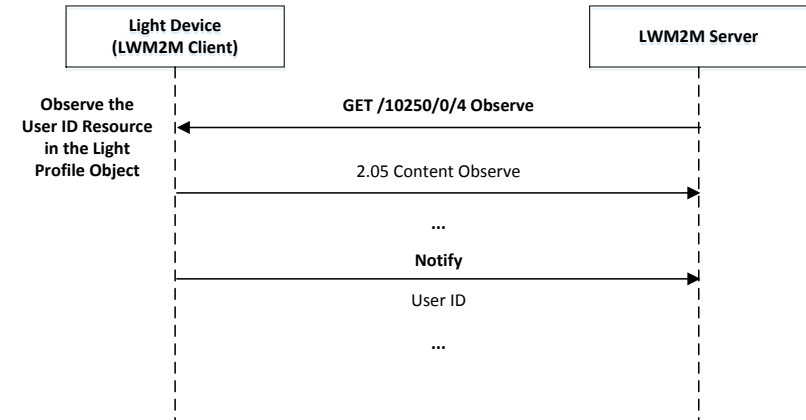 Light Device
(LWM2M Client)
LWM2M Server
Observe the
User ID Resource
in the Light
Profile Object
GET /10250/0/4 Observe
2.05 Content Observe
...
Notify
User ID
...